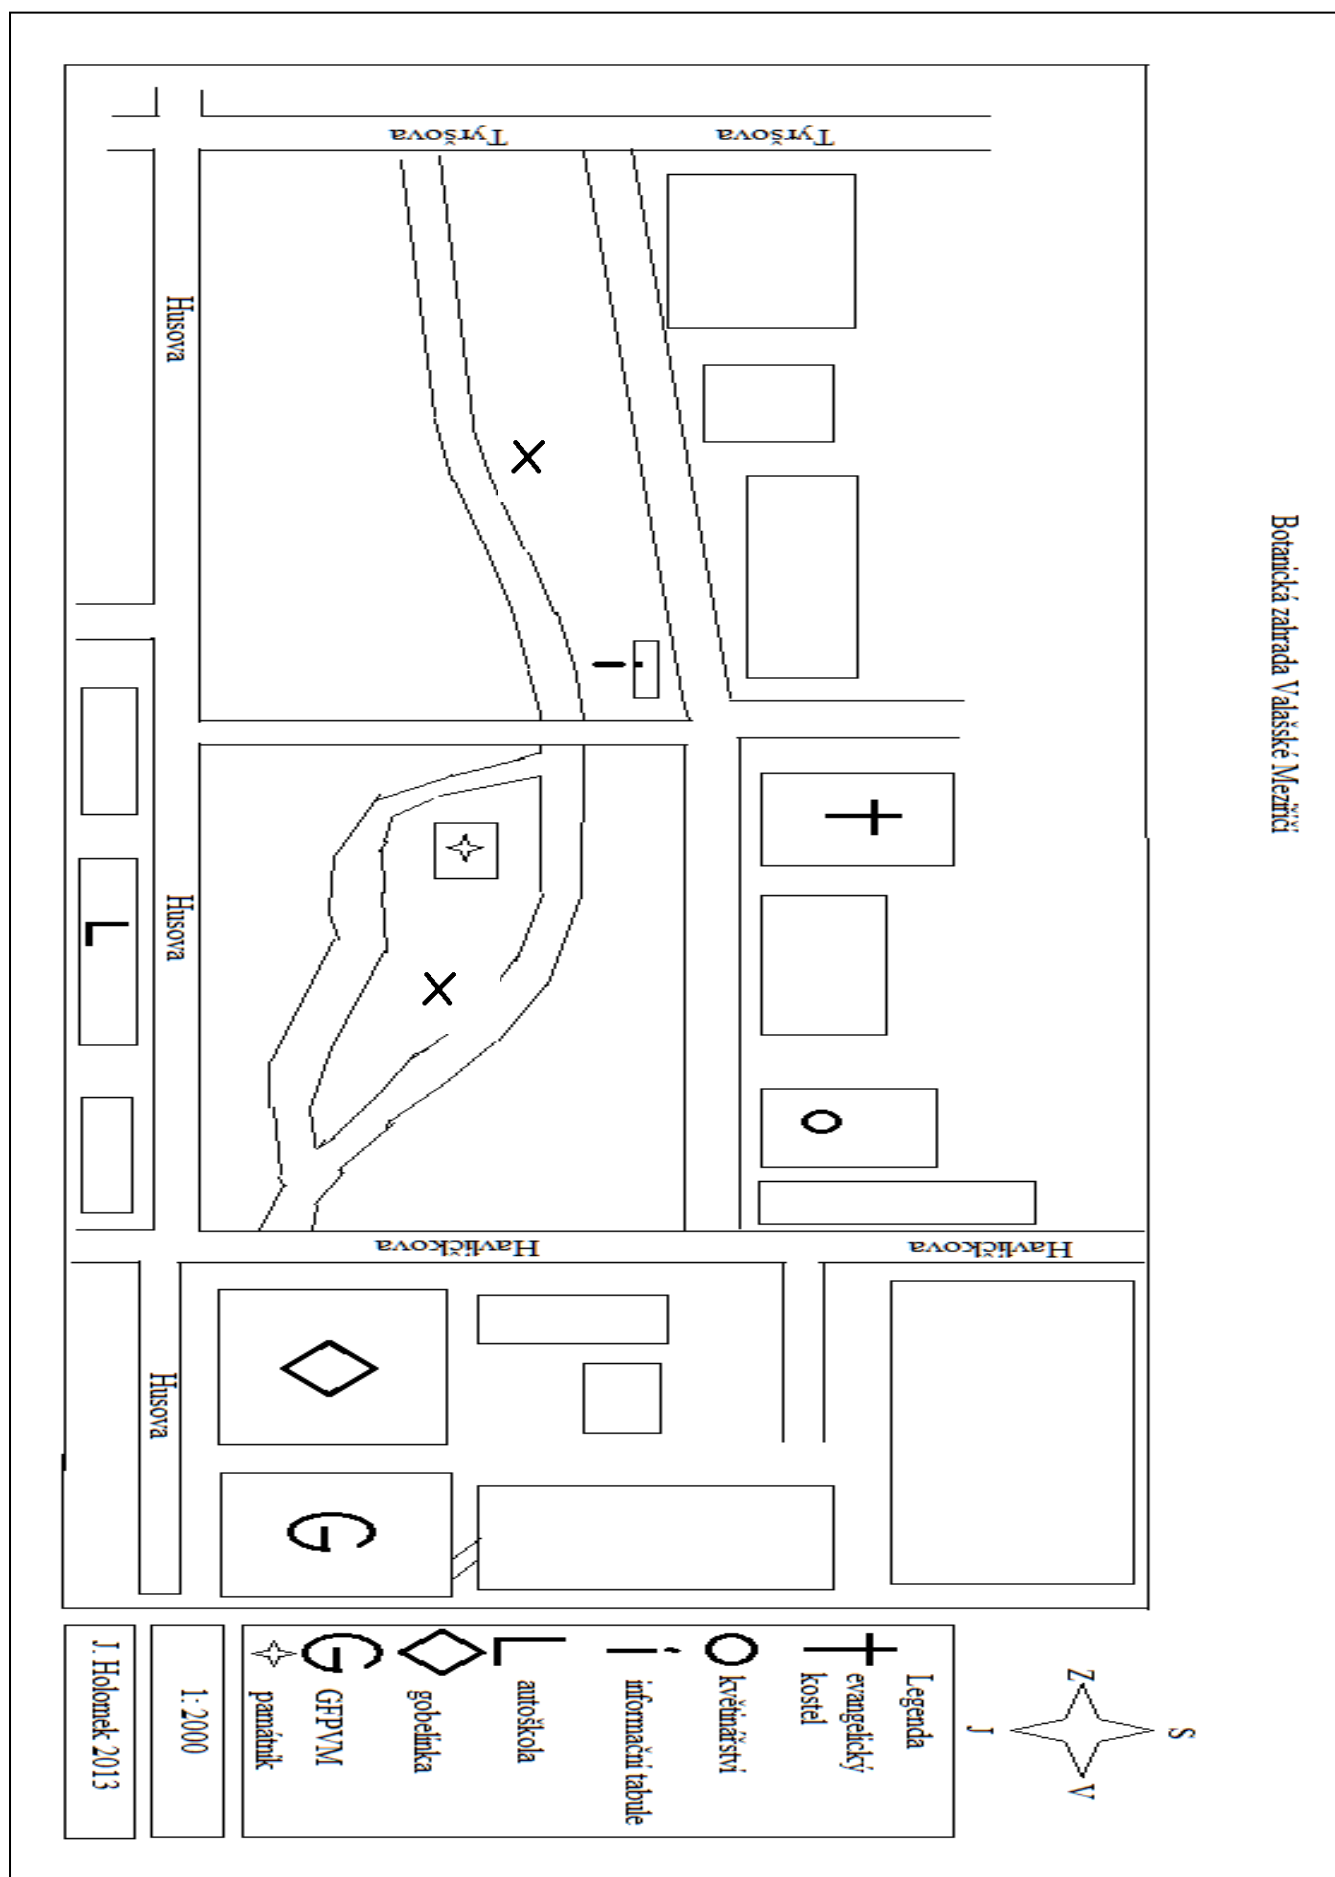 Botanická zahrada Valašské Meziříčí
Tyršova
Tyršova
Husova
Husova
L
Havlíčkova
Havlíčkova
Husova
G
i
S
Z
V
J
Legenda
evangelický
kostel
květinářství
i
informační tabule
L
autoškola
gobelínka
G
GFPVM
památník
1: 2000
J. Holomek 2013